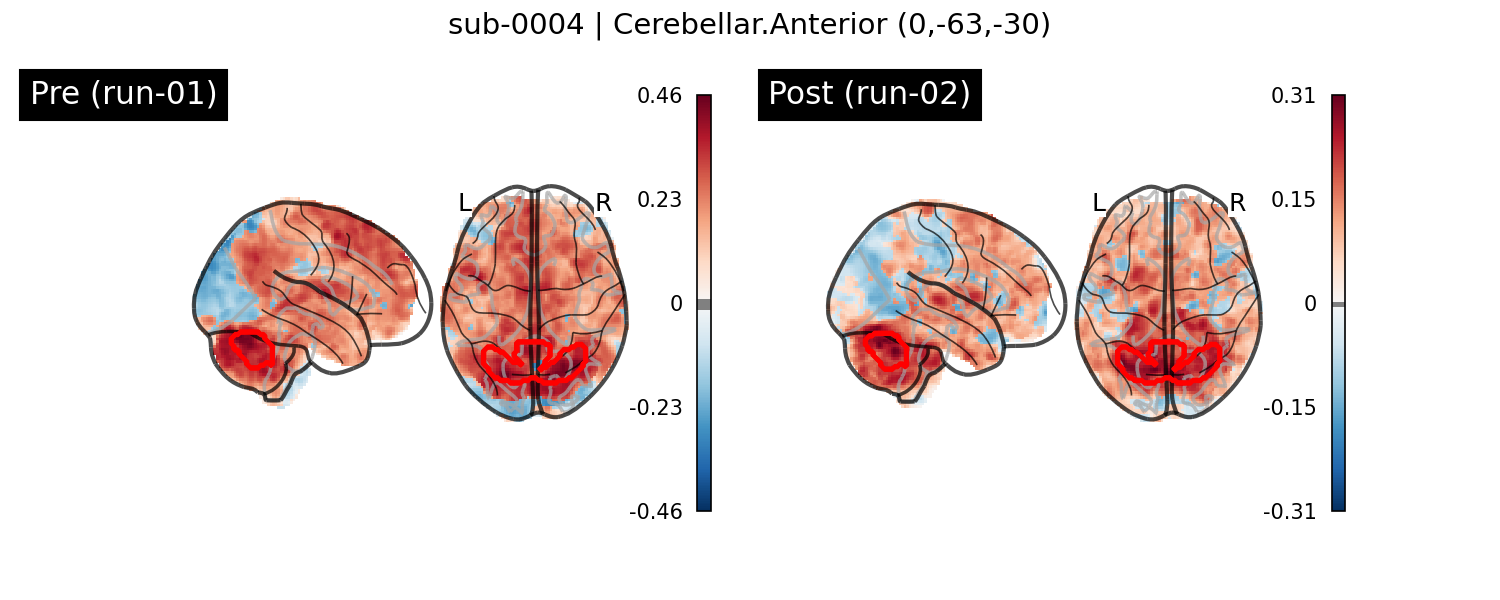 sub-0004 | Cerebellar.Anterior (0,-63,-30)
Pre (run-01)
L
R
0.46
0.23
0
-0.23
-0.46
Post (run-02)
L
R
0.31
0.15
0
-0.15
-0.31